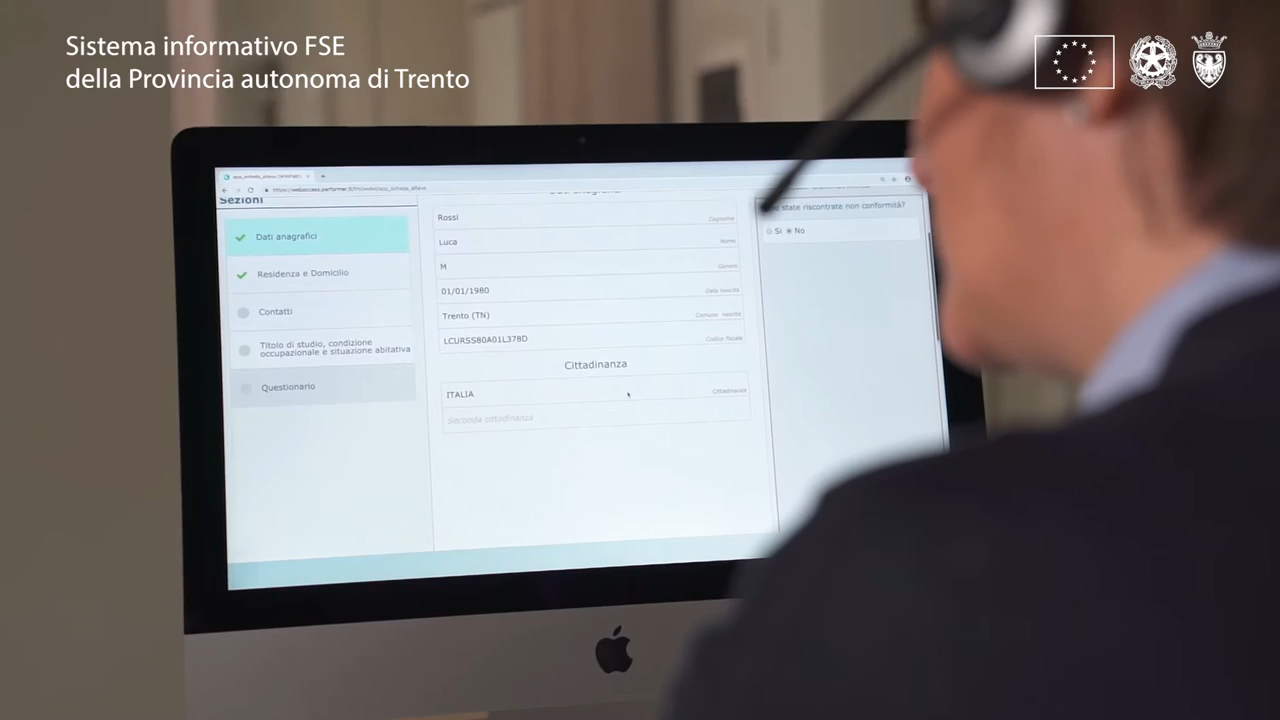 Sistema informativo FSE
della Provincia autonoma di Trento
Sezioni
Dati anagrafici
Residenza e Domicilio
Contatti
Titolo di studio, condizione
occupazionale e situazione abitativa
Questionario
Rossi
Cognome
Luca
Nome
M
Genere
01/01/1980
Data nascita
Trento (TN)
Comune nascita
LCURSS80A01L378D
Codice fiscale
Cittadinanza
ITALIA
Cittadinanza
Seconda cittadinanza
state riscontrate non conformità?
Si
No